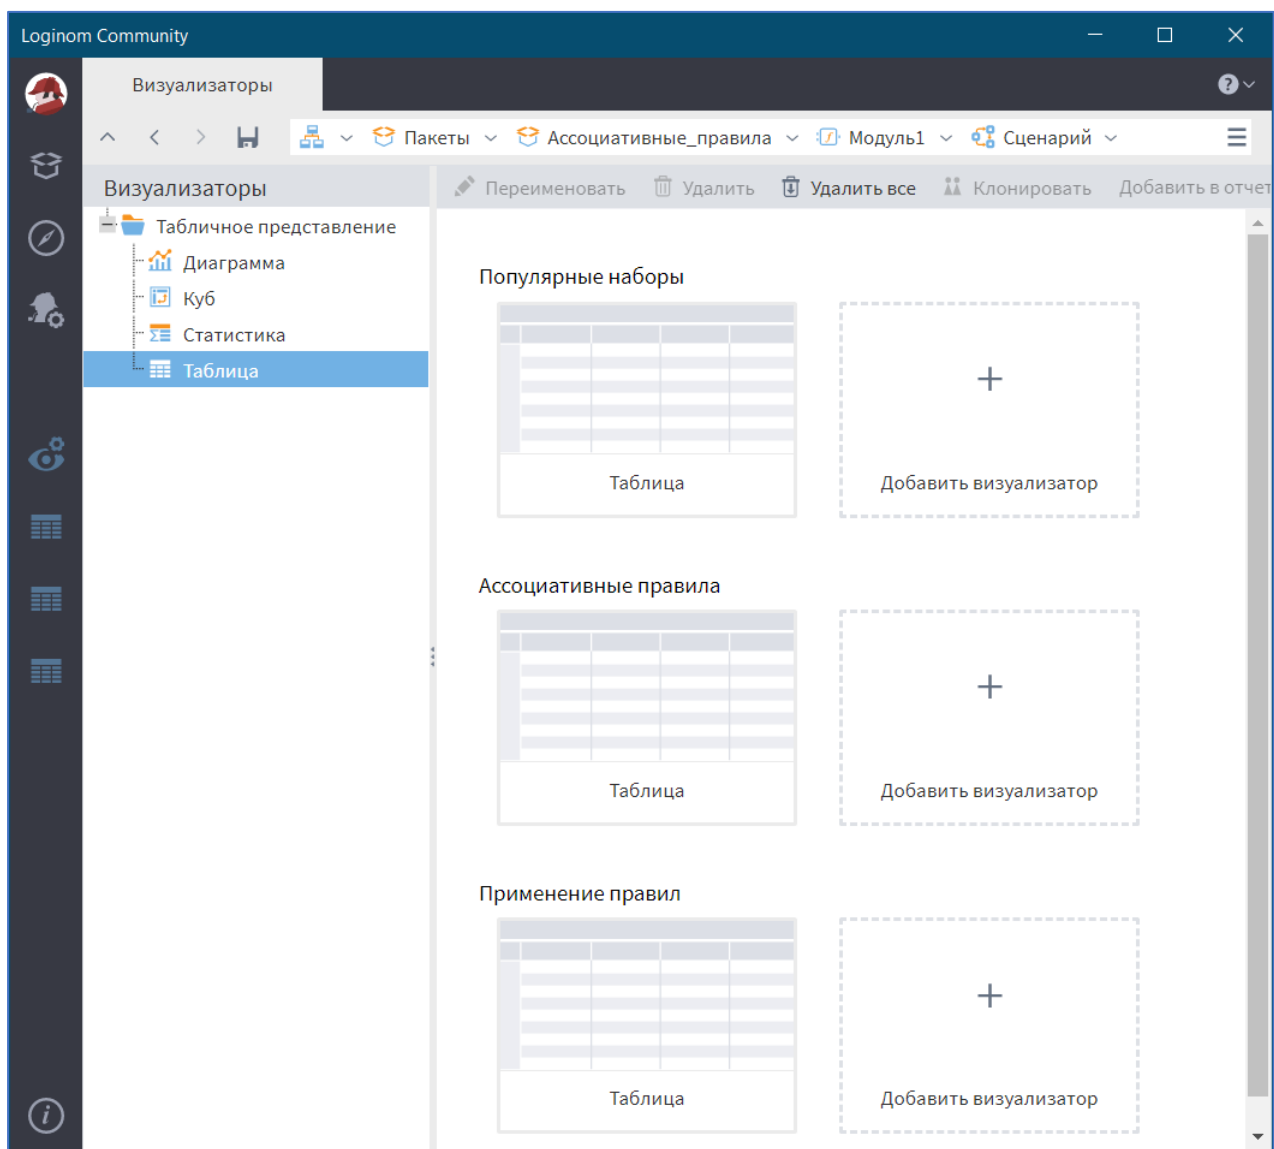 Loginom Community
Визуализаторы
Пакеты Ассоциативные_правила Модуль1 Сценарий
Визуализаторы
Переименовать Удалить Удалить все Клонировать Добавить в отчет
Табличное представление
Диаграмма
Куб
Статистика
Таблица
Популярные наборы
Таблица
Добавить визуализатор
Ассоциативные правила
Таблица
Добавить визуализатор
Применение правил
Таблица
Добавить визуализатор